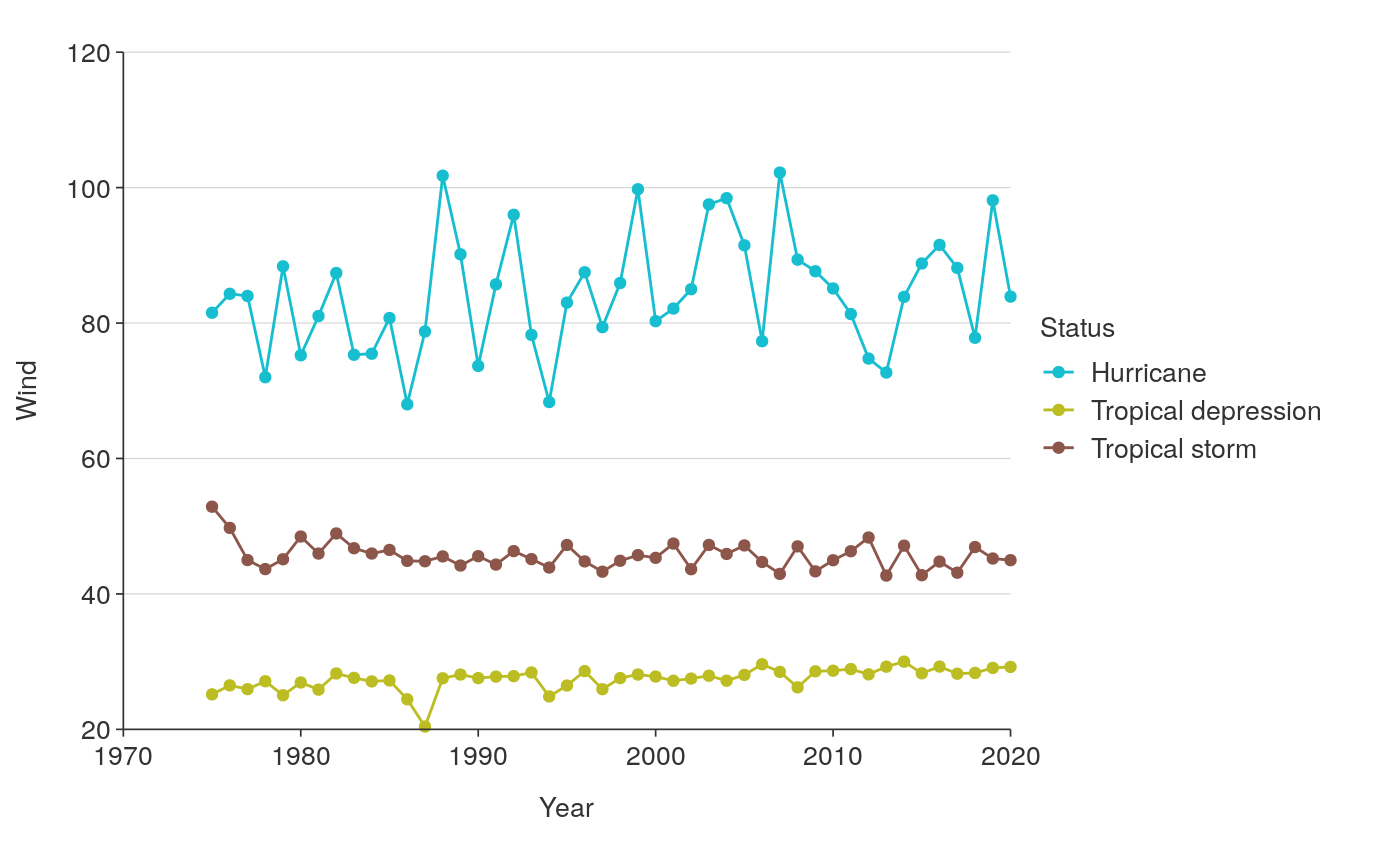 120
100
80
60
40
20
1970 1980 1990 2000 2010 2020
Year
Wind
Status
Hurricane
Tropical depression
Tropical storm